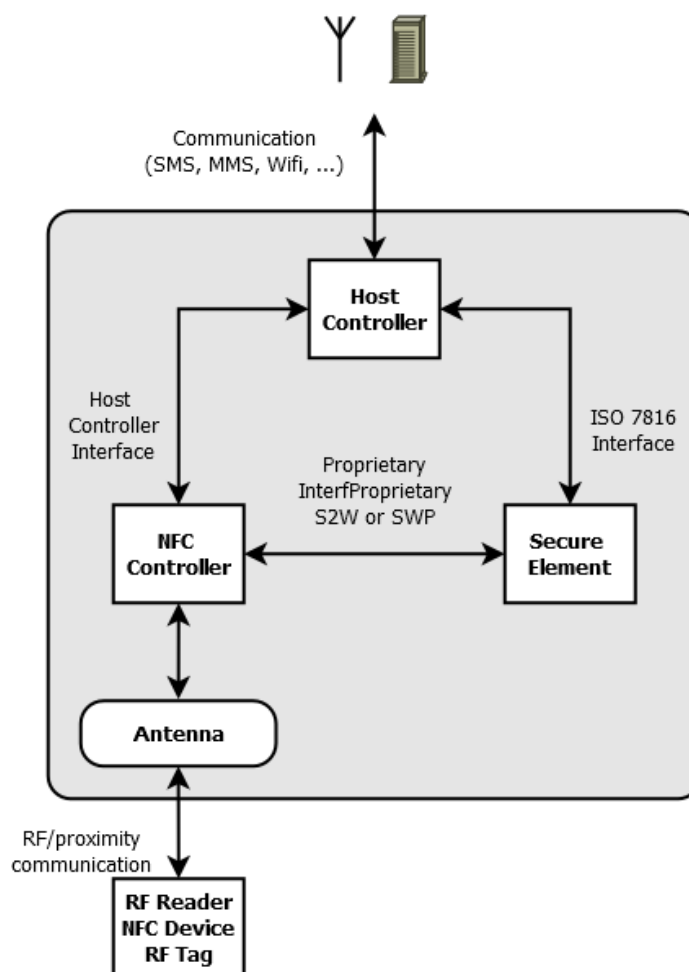 Communication
(SMS, MMS, Wifi, ...)
Host
Controller
Host
Controller
Interface
ISO 7816
Interface
Proprietary
InterfProprietary
S2W or SWP
NFC
Controller
Secure
Element
Antenna
RF/proximity
communication
RF Reader
NFC Device
RF Tag